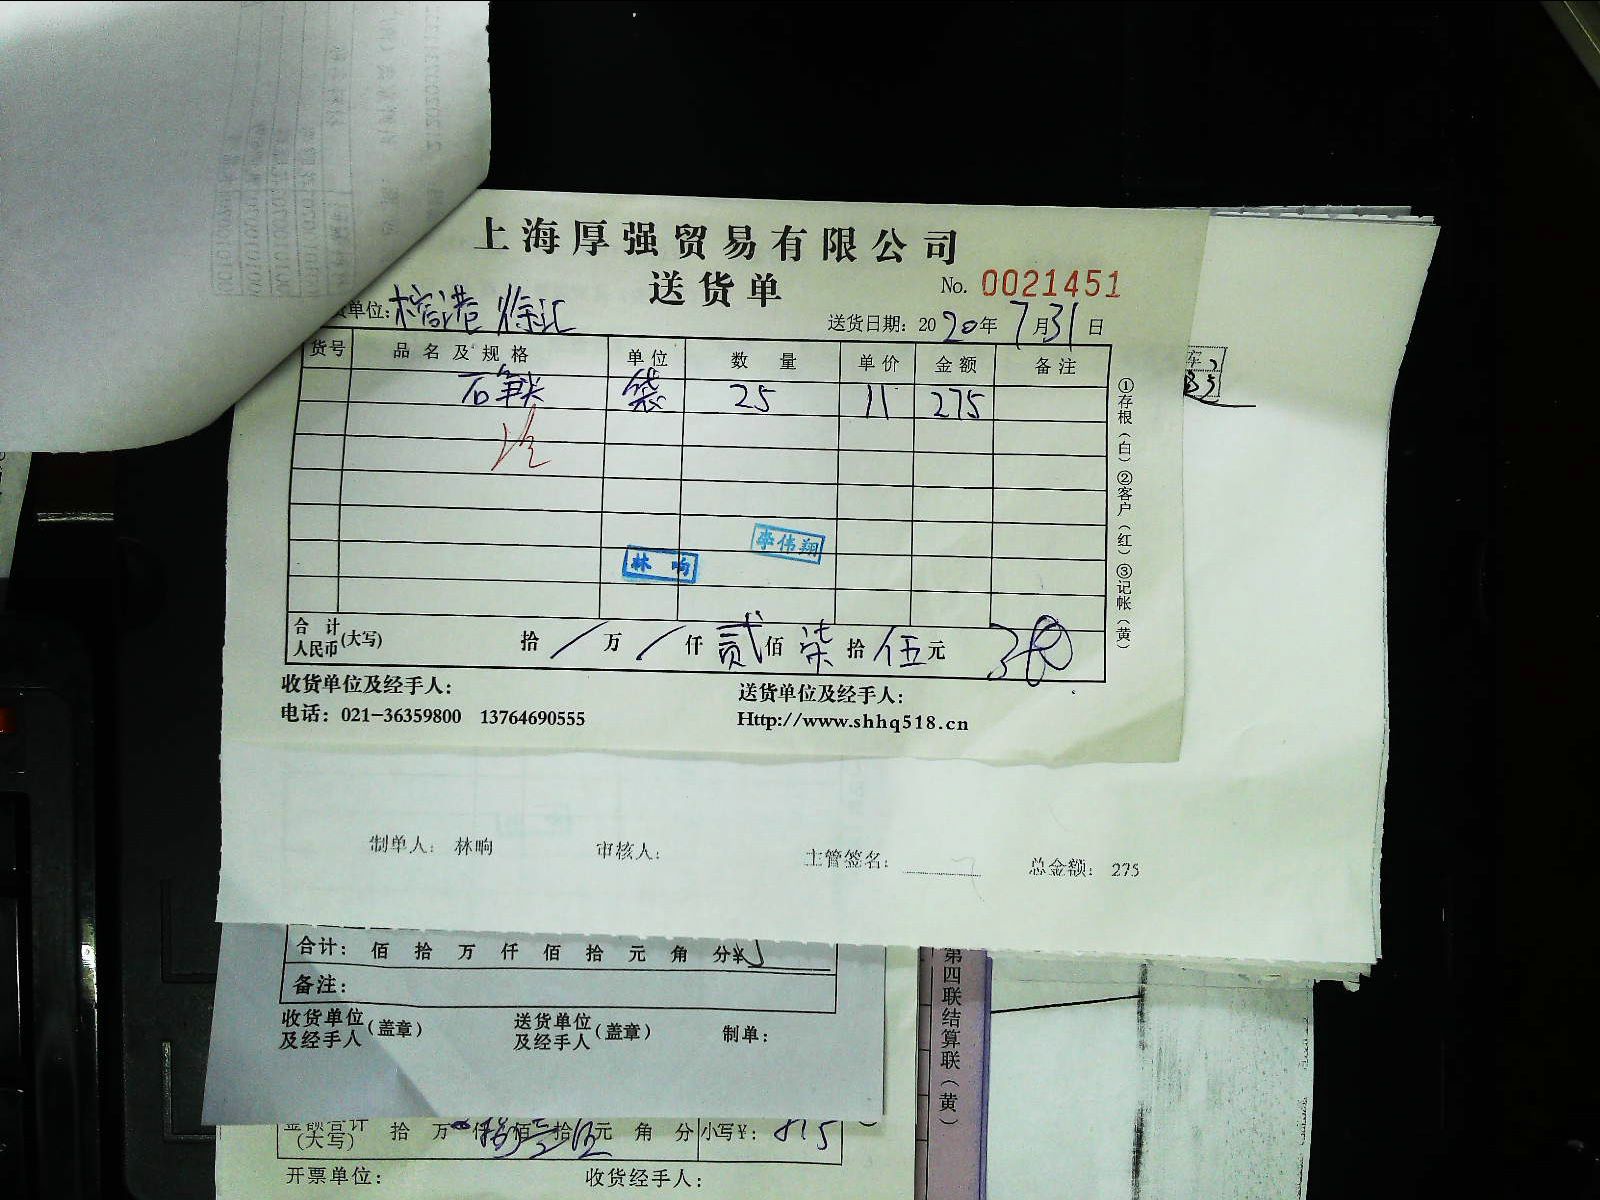 上海厚强贸易有限公司
送货单
No. 0021451
单位: 徐汇
送货日期: 2020年7月31日
货号 品名及规格 单位 数量 单价 金额 备注
袋 25 11 275
林晌
李伟翔
合计人民币(大写) 拾/万/仟贰佰柒拾伍元
收货单位及经手人:
送货单位及经手人:
电话: 021-36359800 13764690555
Http://www.shhq518.cn
①存根(白)②客户(红)③记帐(黄)
制单人: 林晌 审核人: 主管签名: 总金额: 275
合计: 佰 拾 万 仟 佰 拾 元 角 分¥
备注:
收货单位及经手人(盖章) 送货单位及经手人(盖章) 制单:
第四联结算联(黄)
金额合计(大写) 拾 万 仟 佰 拾 元 角 分 小写¥: 815
开票单位: 收货经手人: